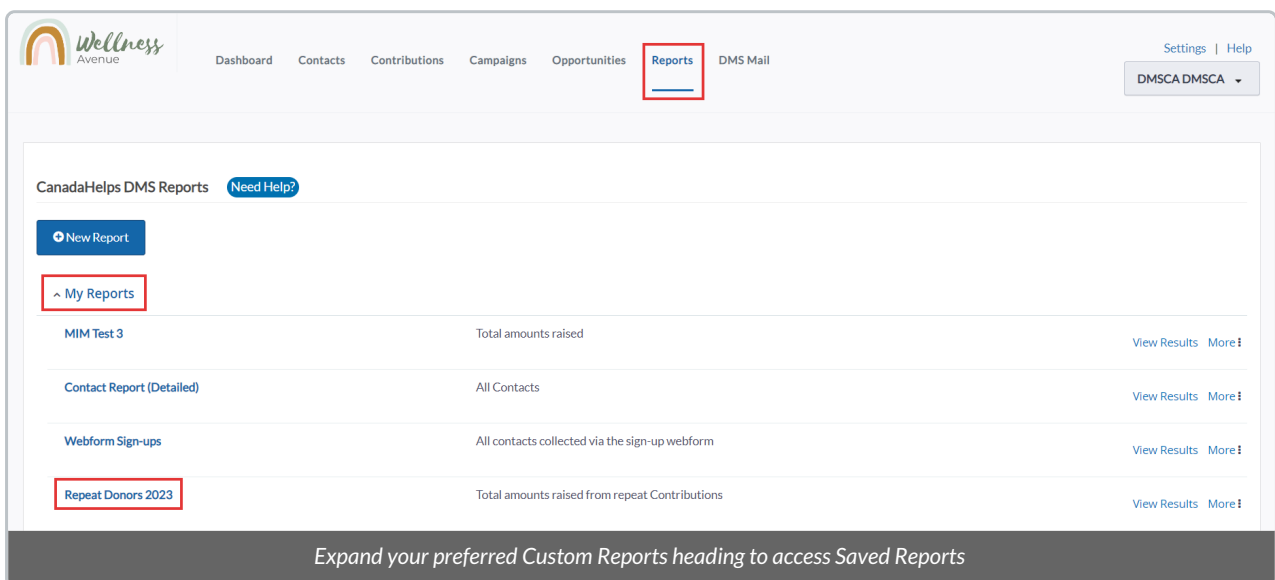 Wellness
Avenue
Dashboard Contacts Contributions Campaigns Opportunities Reports DMS Mail
Settings | Help
DMSCA DMSCA
CanadaHelps DMS Reports Need Help?
New Report
My Reports
MIM Test 3 Total amounts raised View Results More
Contact Report (Detailed) All Contacts View Results More
Webform Sign-ups All contacts collected via the sign-up webform View Results More
Repeat Donors 2023 Total amounts raised from repeat Contributions View Results More
Expand your preferred Custom Reports heading to access Saved Reports